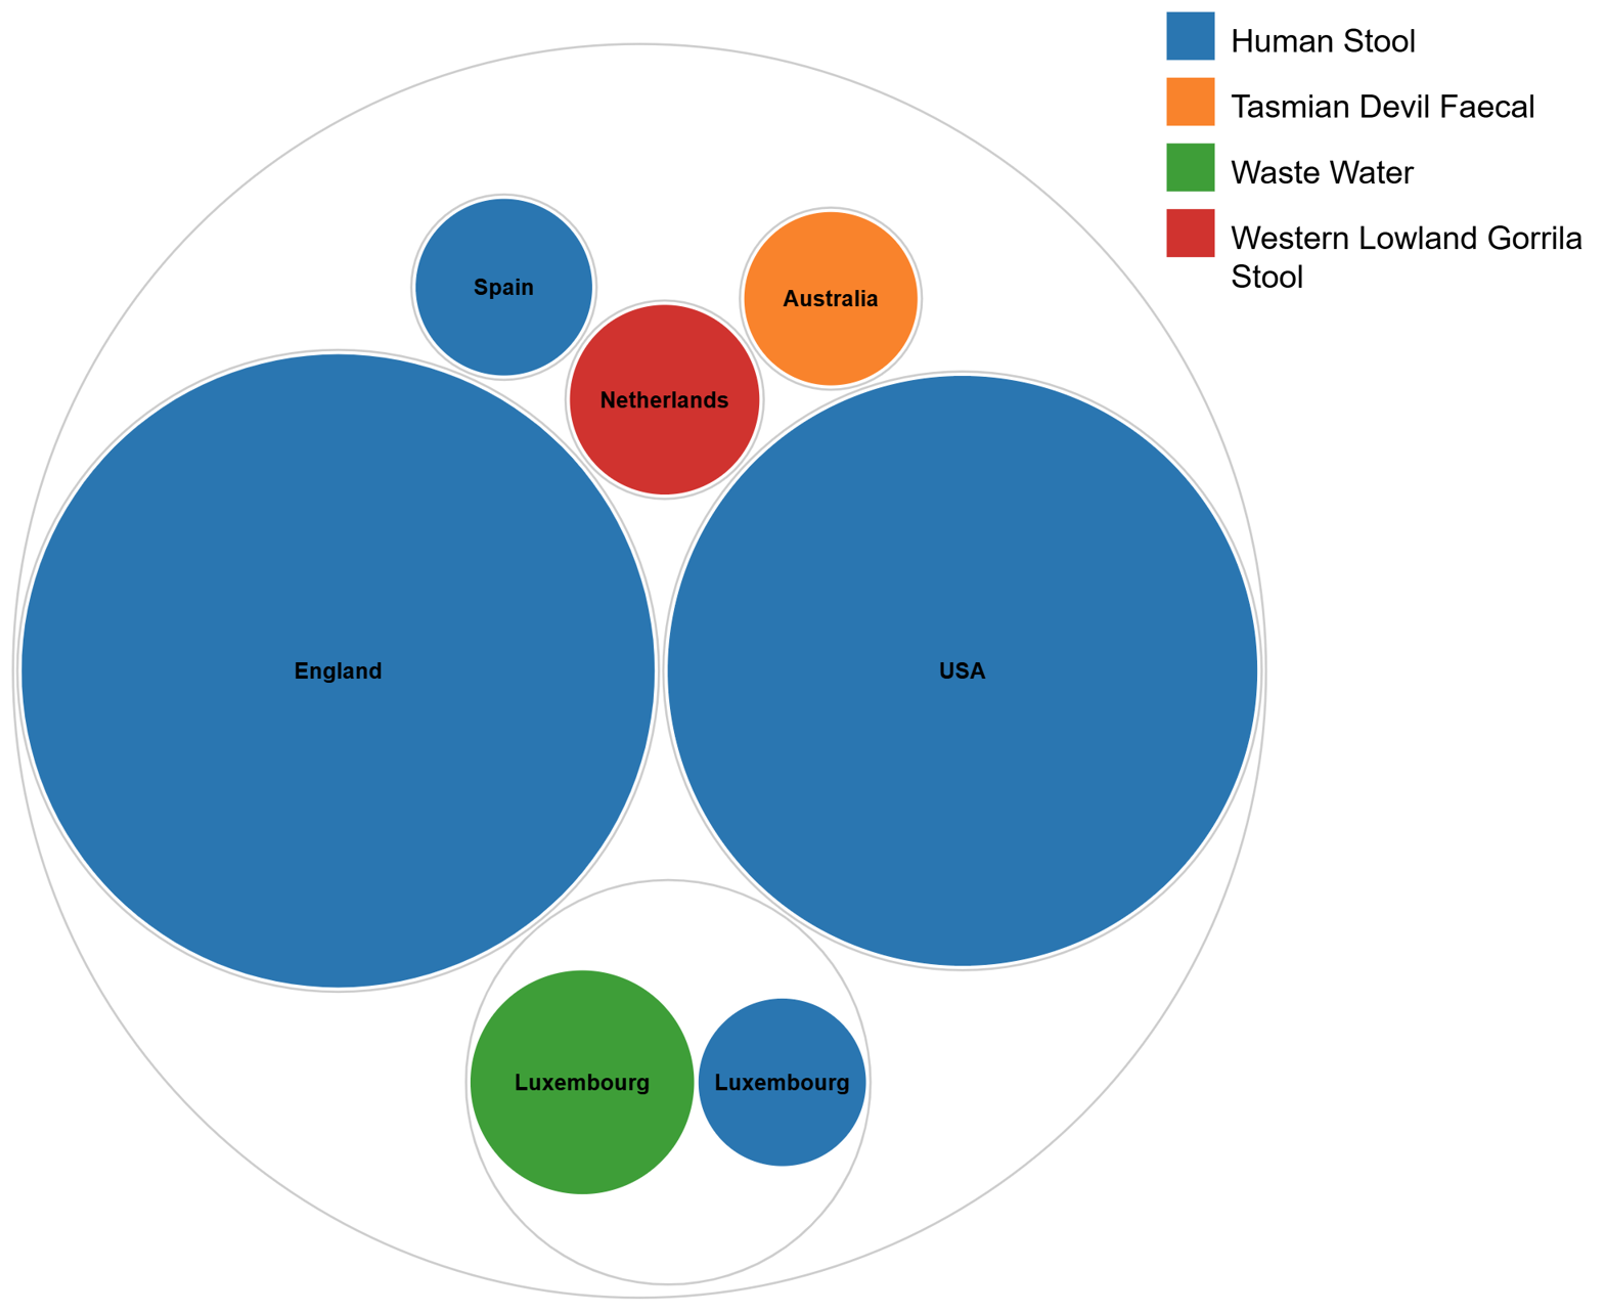 Human Stool
Tasmian Devil Faecal
Waste Water
Western Lowland Gorrila
Stool
Spain
Australia
Netherlands
England
USA
Luxembourg
Luxembourg